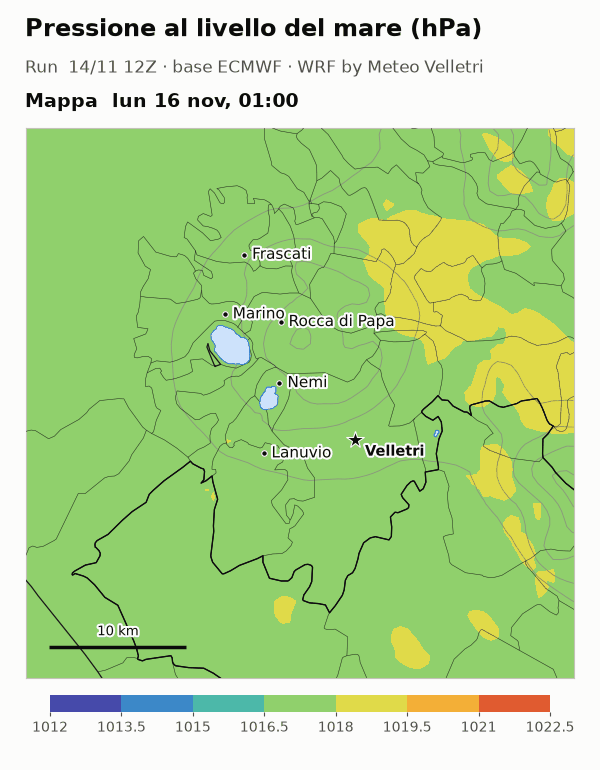 Pressione al livello del mare (hPa)
Run  14/11 12Z · base ECMWF · WRF by Meteo Velletri
Mappa  lun 16 nov, 01:00
Frascati
Marino
Rocca di Papa
Nemi
Velletri
Lanuvio
10 km
1012 1013.5 1015 1016.5 1018 1019.5 1021 1022.5